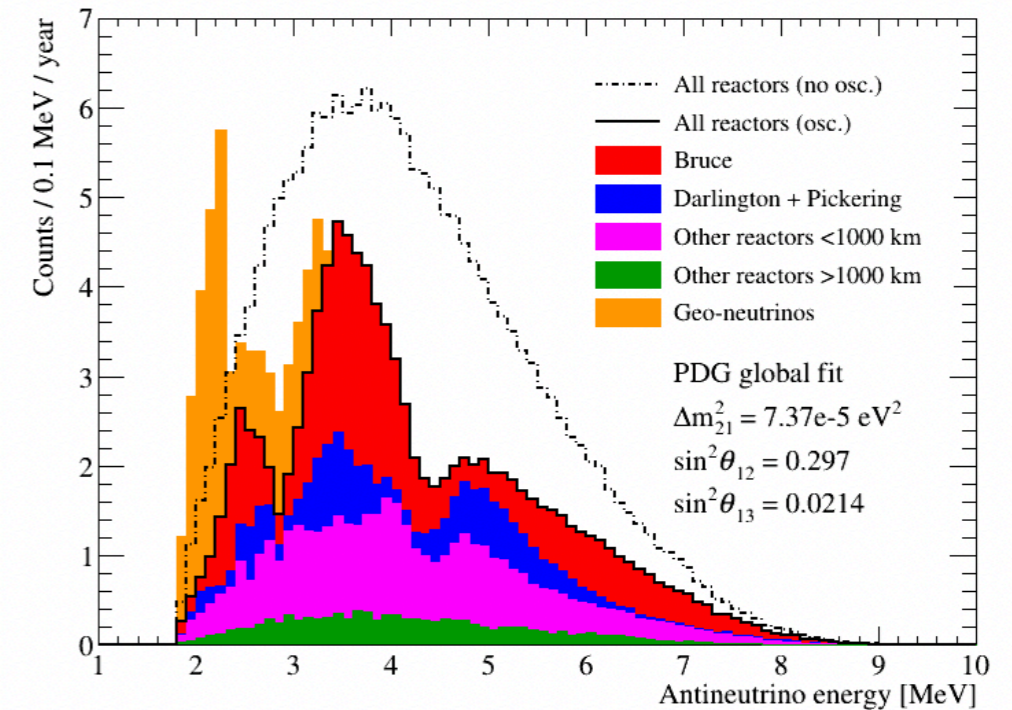 Counts / 0.1 MeV / year
7
6
5
4
3
2
1
0
All reactors (no osc.)
All reactors (osc.)
Bruce
Darlington + Pickering
Other reactors <1000 km
Other reactors >1000 km
Geo-neutrinos
PDG global fit
Δm²₂₁ = 7.37e-5 eV²
sin²θ₁₂ = 0.297
sin²θ₁₃ = 0.0214
1 2 3 4 5 6 7 8 9 10
Antineutrino energy [MeV]